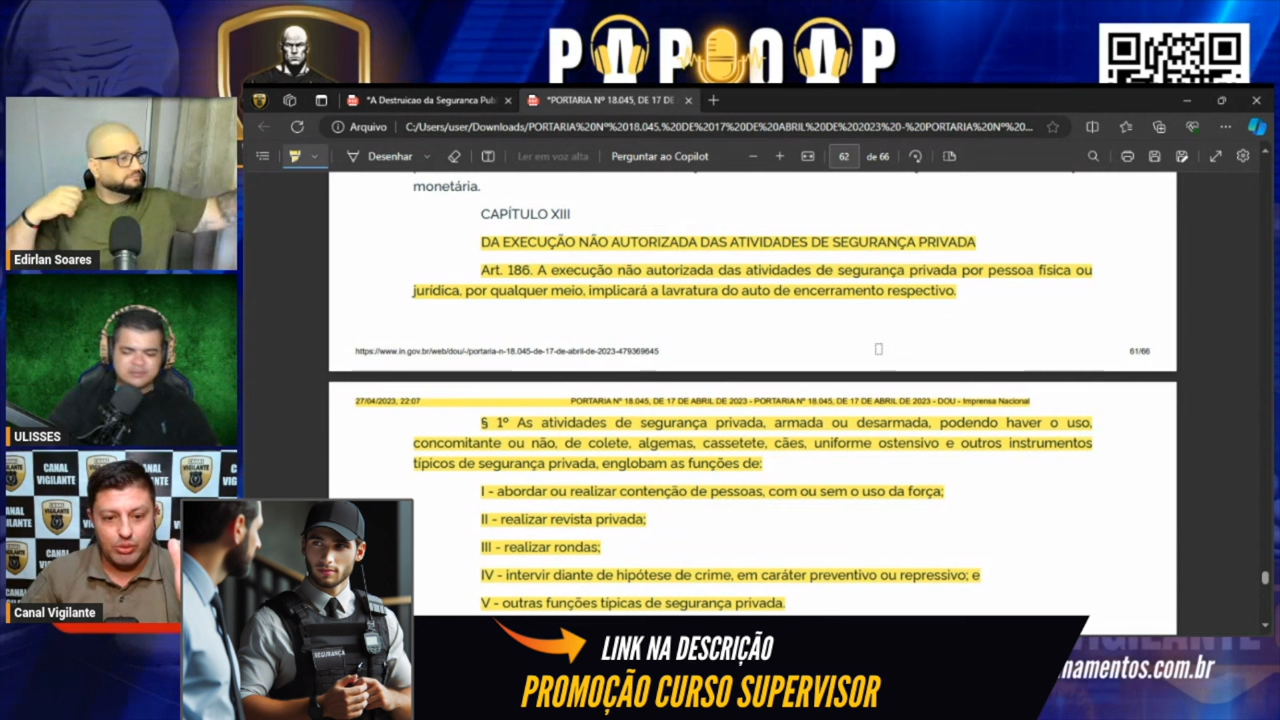 PAPO QAP
"A Destruicao da Seguranca Pub
*PORTARIA Nº 18.045, DE 17 DE
Arquivo
C:/Users/user/Downloads/PORTARIA%20Nº%2018.045,%20DE%2017%20DE%20ABRIL%20DE%202023%20-%20PORTARIA%20Nº%20...
Desenhar
Ler em voz alta
Perguntar ao Copilot
62
de 66
monetária.
CAPÍTULO XIII
DA EXECUÇÃO NÃO AUTORIZADA DAS ATIVIDADES DE SEGURANÇA PRIVADA
Art. 186. A execução não autorizada das atividades de segurança privada por pessoa física ou
jurídica, por qualquer meio, implicará a lavratura do auto de encerramento respectivo.
https://www.in.gov.br/web/dou/-/portaria-n-18.045-de-17-de-abril-de-2023-479369645
61/66
27/04/2023, 22:07
PORTARIA Nº 18.045, DE 17 DE ABRIL DE 2023 - PORTARIA Nº 18.045, DE 17 DE ABRIL DE 2023 - DOU - Imprensa Nacional
§ 1º As atividades de segurança privada, armada ou desarmada, podendo haver o uso,
concomitante ou não, de colete, algemas, cassetete, cães, uniforme ostensivo e outros instrumentos
típicos de segurança privada, englobam as funções de:
I - abordar ou realizar contenção de pessoas, com ou sem o uso da força;
II - realizar revista privada;
III - realizar rondas;
IV - intervir diante de hipótese de crime, em caráter preventivo ou repressivo; e
V - outras funções típicas de segurança privada.
Edirlan Soares
ULISSES
CANAL
VIGILANTE
CANAL
VIGILANTE
Canal Vigilante
SEGURANÇA
LINK NA DESCRIÇÃO
PROMOÇÃO CURSO SUPERVISOR
VIGILANTE
namentos.com.br